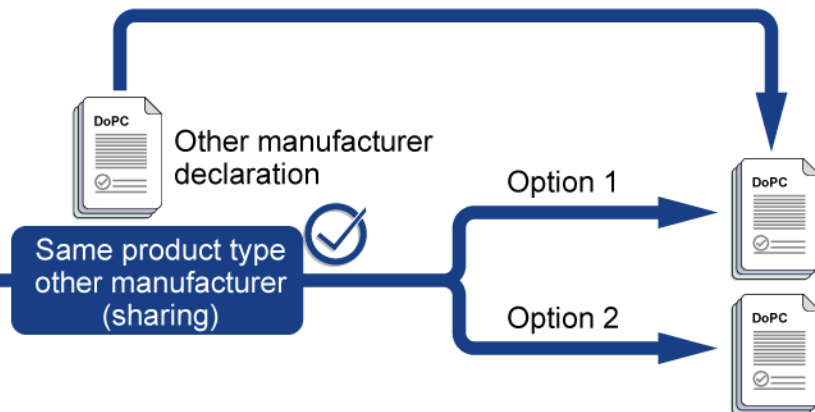 DoPC
Other manufacturer
declaration
Option 1
DoPC
Same product type
other manufacturer
(sharing)
Option 2
DoPC